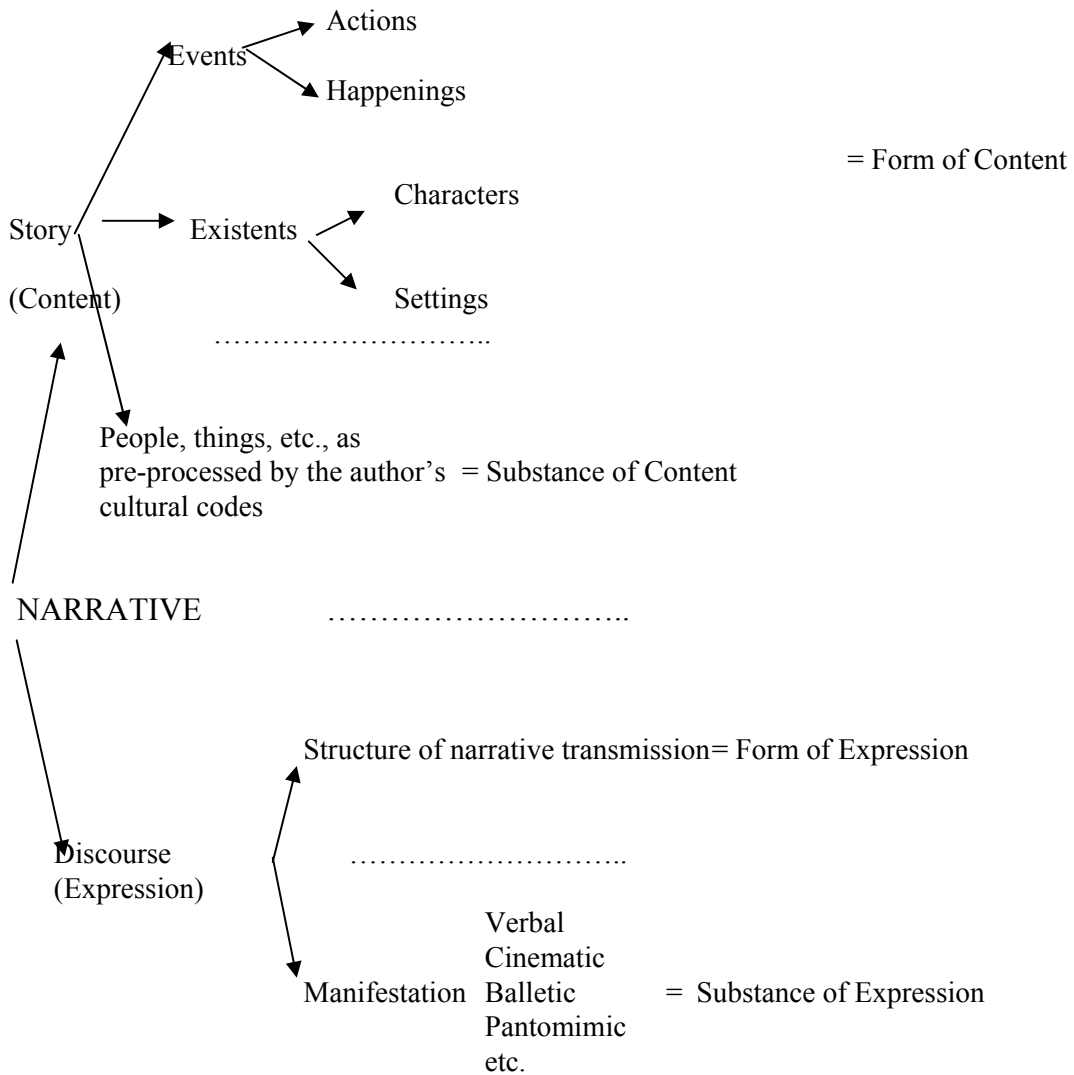 Actions
Events
Happenings
= Form of Content
Characters
Story
Existents
(Content)
Settings
………………………..
People, things, etc., as
pre-processed by the author’s = Substance of Content
cultural codes
NARRATIVE
………………………..
Structure of narrative transmission= Form of Expression
Discourse
………………………..
(Expression)
Verbal
Cinematic
Manifestation Balletic = Substance of Expression
Pantomimic
etc.